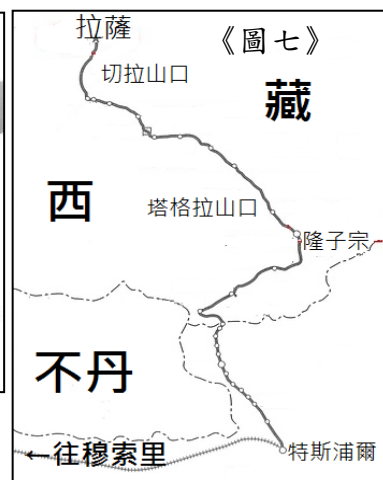 拉薩
《圖七》
切拉山口
藏
西
塔格拉山口
隆子宗
不丹
←往穆索里
特斯浦爾